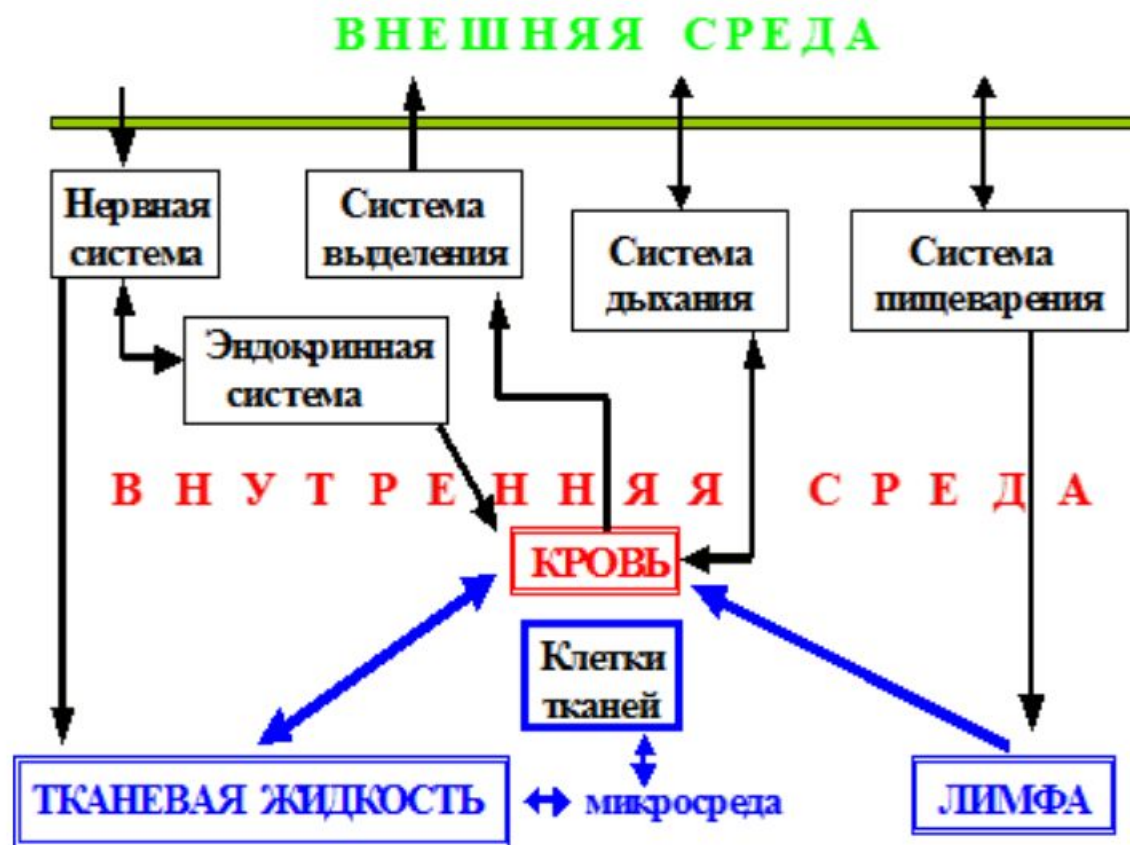 ВНЕШНЯЯ СРЕДА
Нервная
система
Система
выделения
Система
дыхания
Система
пищеварения
Эндокринная
система
ВНУТРЕННЯЯ СРЕДА
КРОВЬ
Клетки
тканей
ТКАНЕВАЯ ЖИДКОСТЬ
микросреда
ЛИМФА